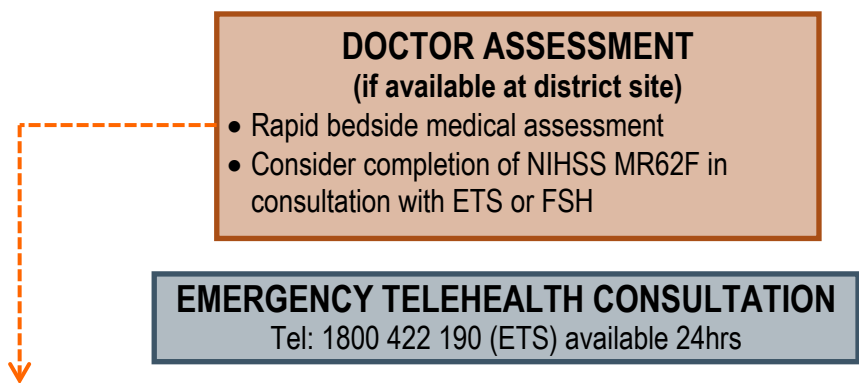 DOCTOR ASSESSMENT
(if available at district site)
• Rapid bedside medical assessment
• Consider completion of NIHSS MR62F in
consultation with ETS or FSH
EMERGENCY TELEHEALTH CONSULTATION
Tel: 1800 422 190 (ETS) available 24hrs